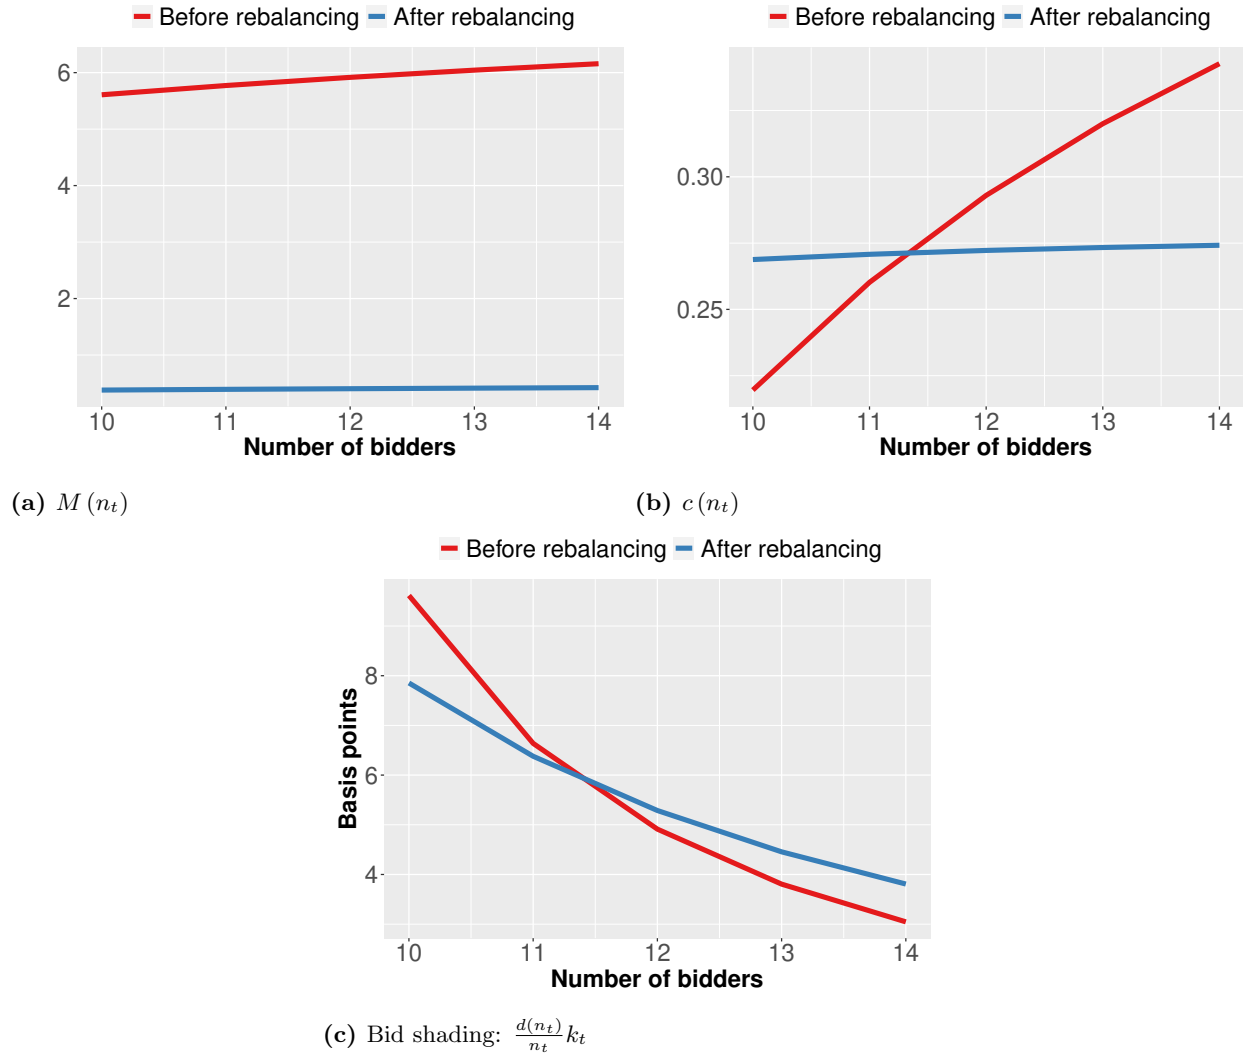 Before rebalancing After rebalancing
6
4
2
10 11 12 13 14
Number of bidders
(a) M (n_t)
Before rebalancing After rebalancing
0.30
0.25
10 11 12 13 14
Number of bidders
(b) c (n_t)
Before rebalancing After rebalancing
Basis points
8
6
4
10 11 12 13 14
Number of bidders
(c) Bid shading: \frac{d(n_t)}{n_t} k_t